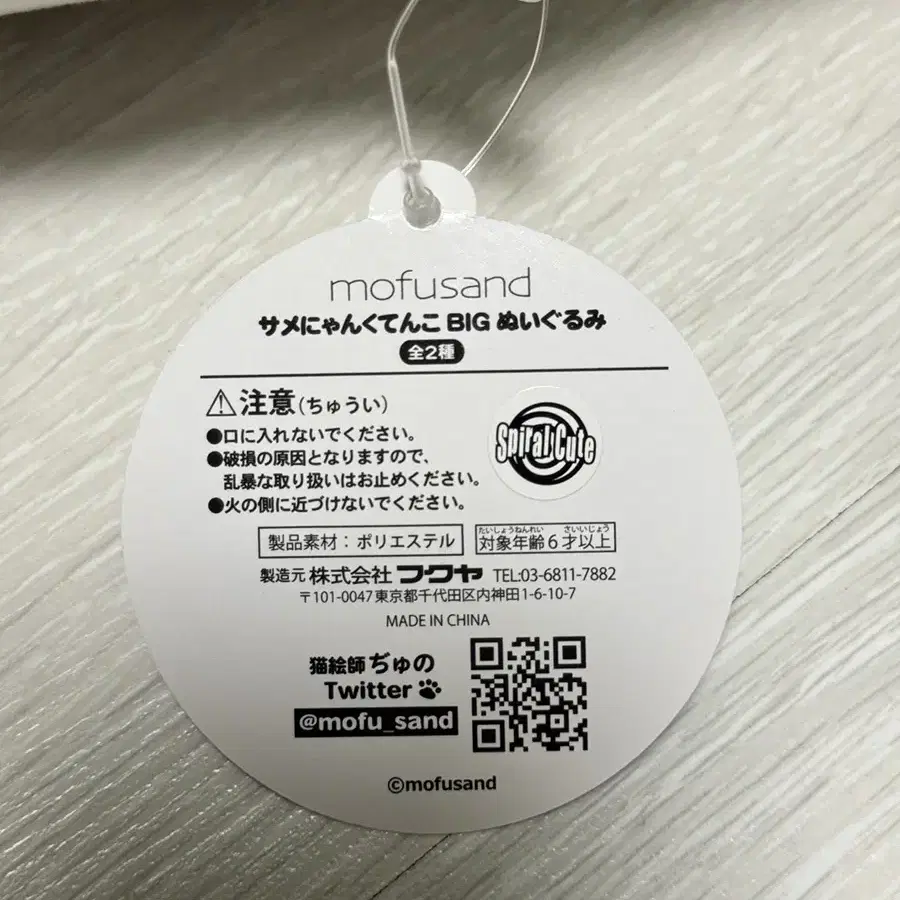 mofusand
サメにゃんくてんこ BIG ぬいぐるみ
全2種
注意(ちゅうい)
●口に入れないでください。
●破損の原因となりますので、
乱暴な取り扱いはお止めください。
●火の側に近づけないでください。
Spiral Cute
製品素材:ポリエステル
たいしょうねんれい さいいじょう
対象年齢6才以上
製造元 株式会社フクヤ TEL:03-6811-7882
〒101-0047東京都千代田区内神田1-6-10-7
MADE IN CHINA
猫絵師ぢゅの
Twitter
@mofu_sand
©mofusand